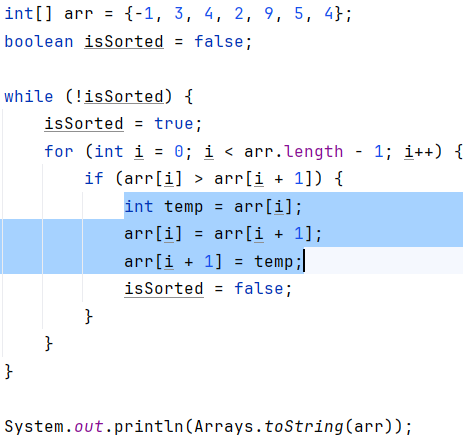 int[] arr = {-1, 3, 4, 2, 9, 5, 4};
boolean isSorted = false;

while (!isSorted) {
    isSorted = true;
    for (int i = 0; i < arr.length - 1; i++) {
        if (arr[i] > arr[i + 1]) {
            int temp = arr[i];
            arr[i] = arr[i + 1];
            arr[i + 1] = temp;
            isSorted = false;
        }
    }
}

System.out.println(Arrays.toString(arr));